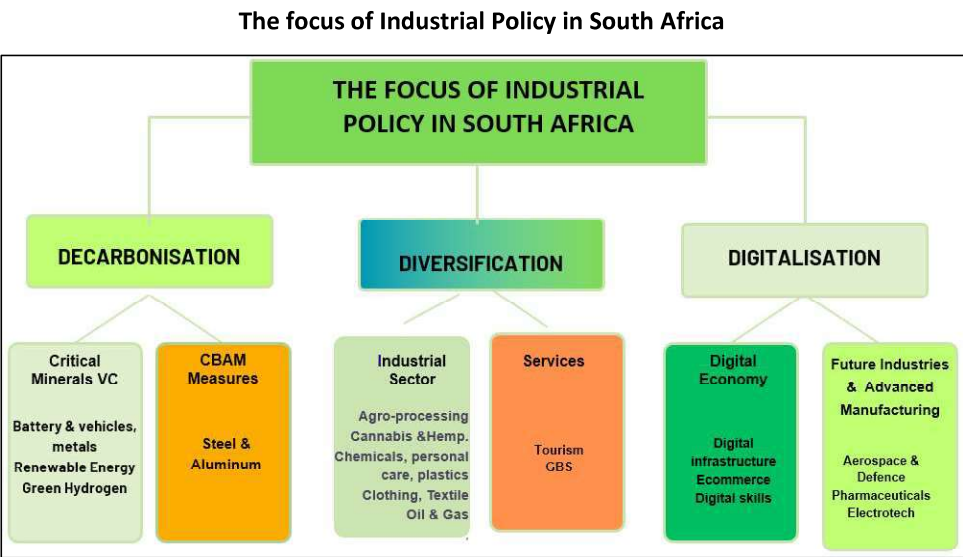 The focus of Industrial Policy in South Africa
THE FOCUS OF INDUSTRIAL
POLICY IN SOUTH AFRICA
DECARBONISATION
DIVERSIFICATION
DIGITALISATION
Critical
Minerals VC
Battery & vehicles,
metals
Renewable Energy
Green Hydrogen
CBAM
Measures
Steel &
Aluminum
Industrial
Sector
Agro-processing
Cannabis &Hemp.
Chemicals, personal
care, plastics
Clothing, Textile
Oil & Gas
Services
Tourism
GBS
Digital
Economy
Digital
infrastructure
Ecommerce
Digital skills
Future Industries
& Advanced
Manufacturing
Aerospace &
Defence
Pharmaceuticals
Electrotech